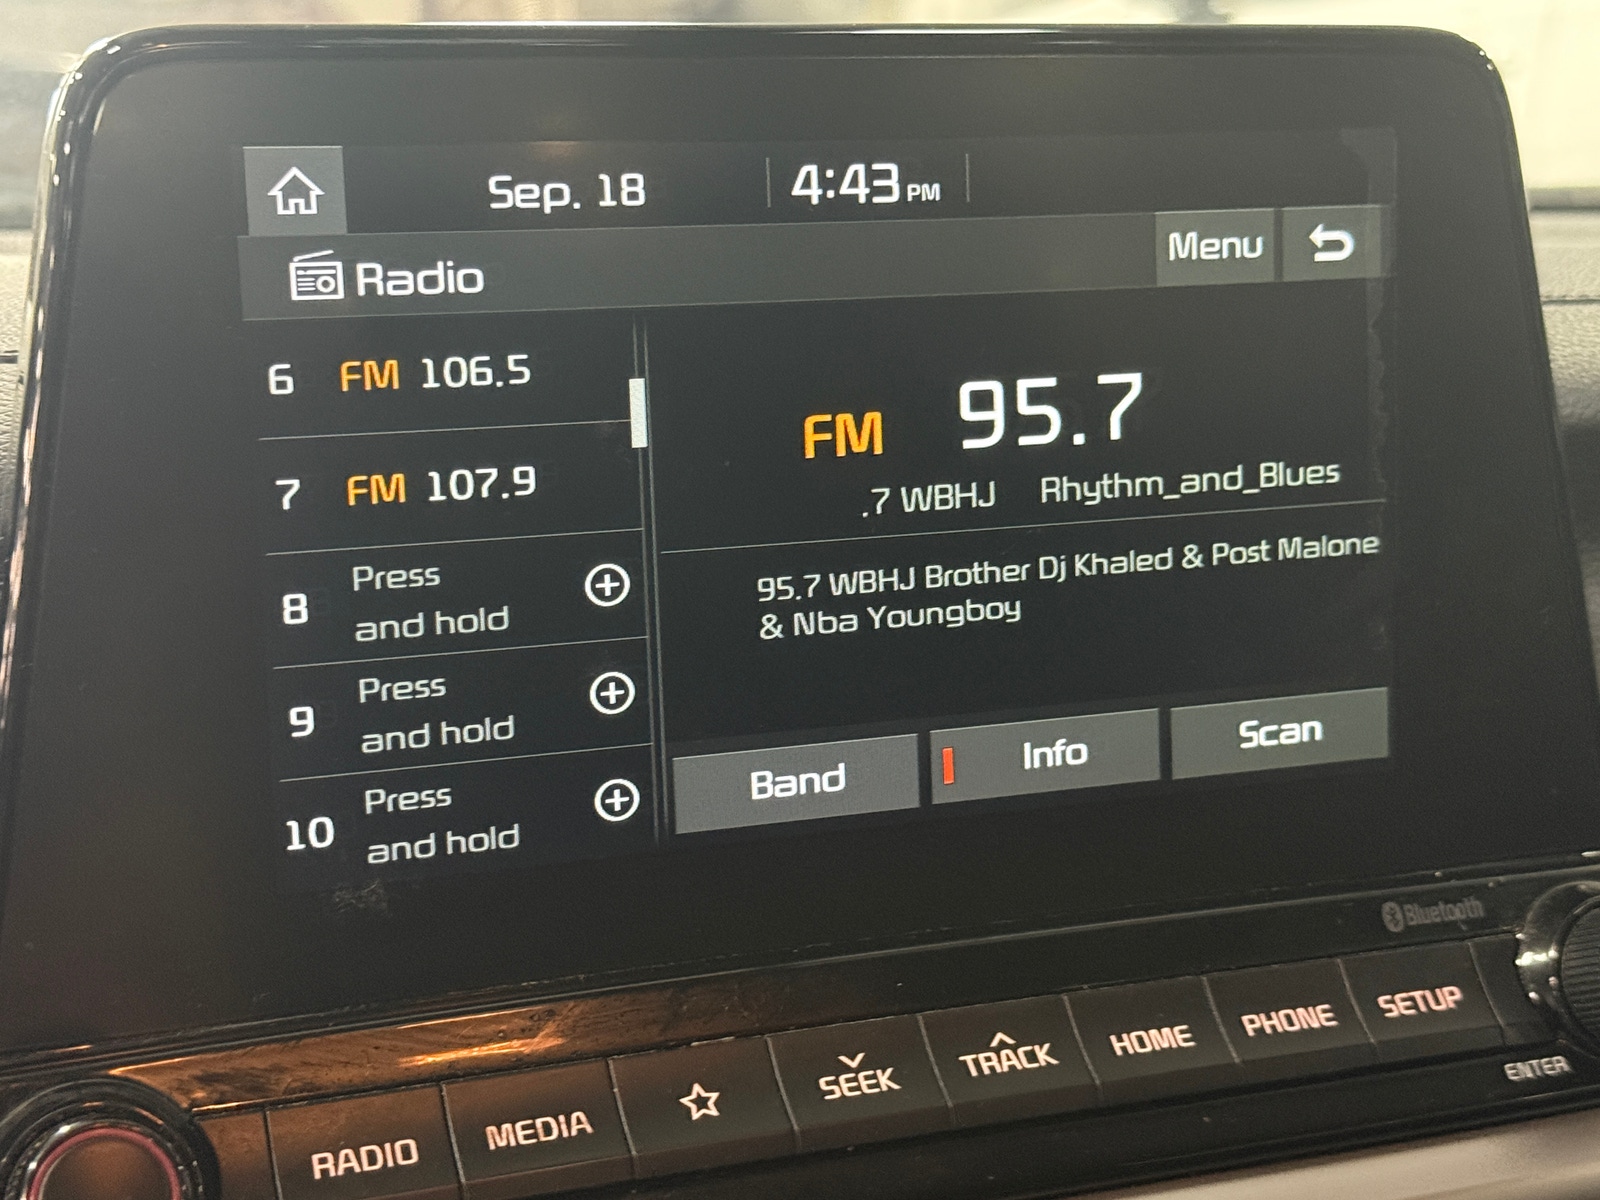 Sep. 18
4:43 PM
Radio
Menu
6 FM 106.5
7 FM 107.9
8 Press
and hold
9 Press
and hold
10 Press
and hold
FM 95.7
.7 WBHJ Rhythm_and_Blues
95.7 WBHJ Brother Dj Khaled & Post Malone
& Nba Youngboy
Band
Info
Scan
Bluetooth
RADIO
MEDIA
SEEK
TRACK
HOME
PHONE
SETUP
ENTER